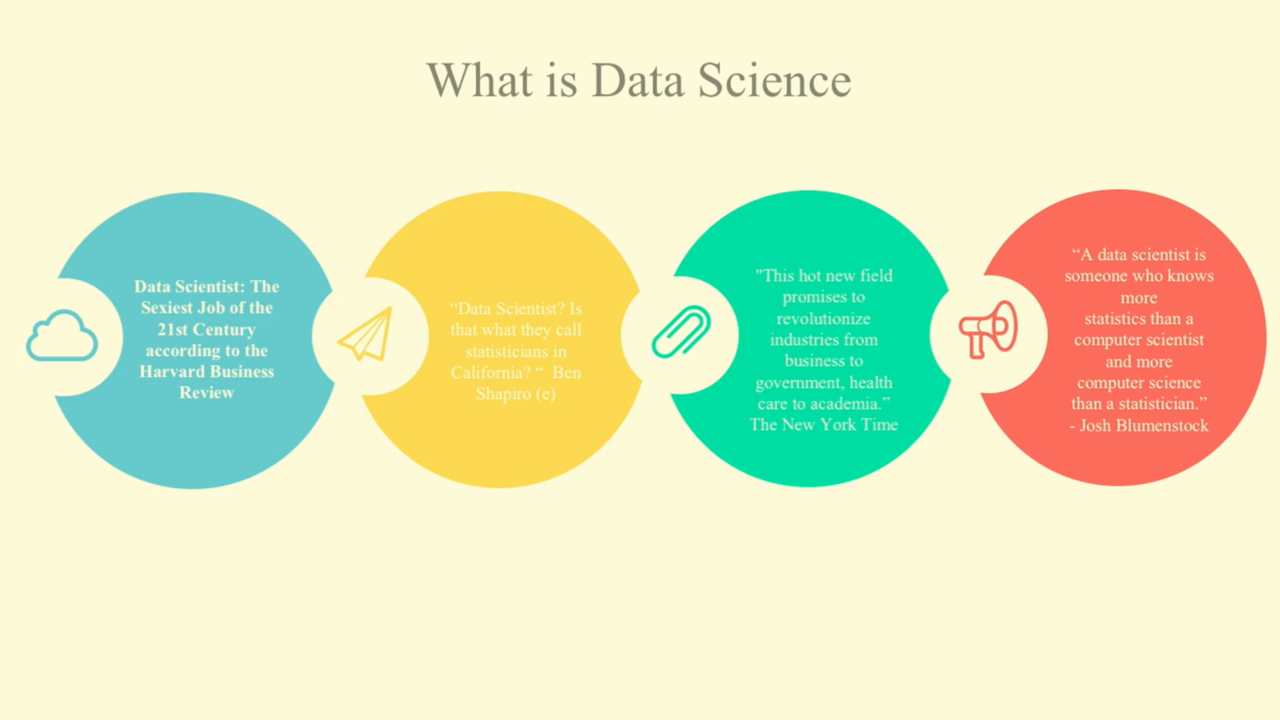 What is Data Science
Data Scientist: The
Sexiest Job of the
21st Century
according to the
Harvard Business
Review
“Data Scientist? Is
that what they call
statisticians in
California? “ Ben
Shapiro (c)
"This hot new field
promises to
revolutionize
industries from
business to
government, health
care to academia.”
The New York Time
“A data scientist is
someone who knows
more
statistics than a
computer scientist
and more
computer science
than a statistician.”
- Josh Blumenstock